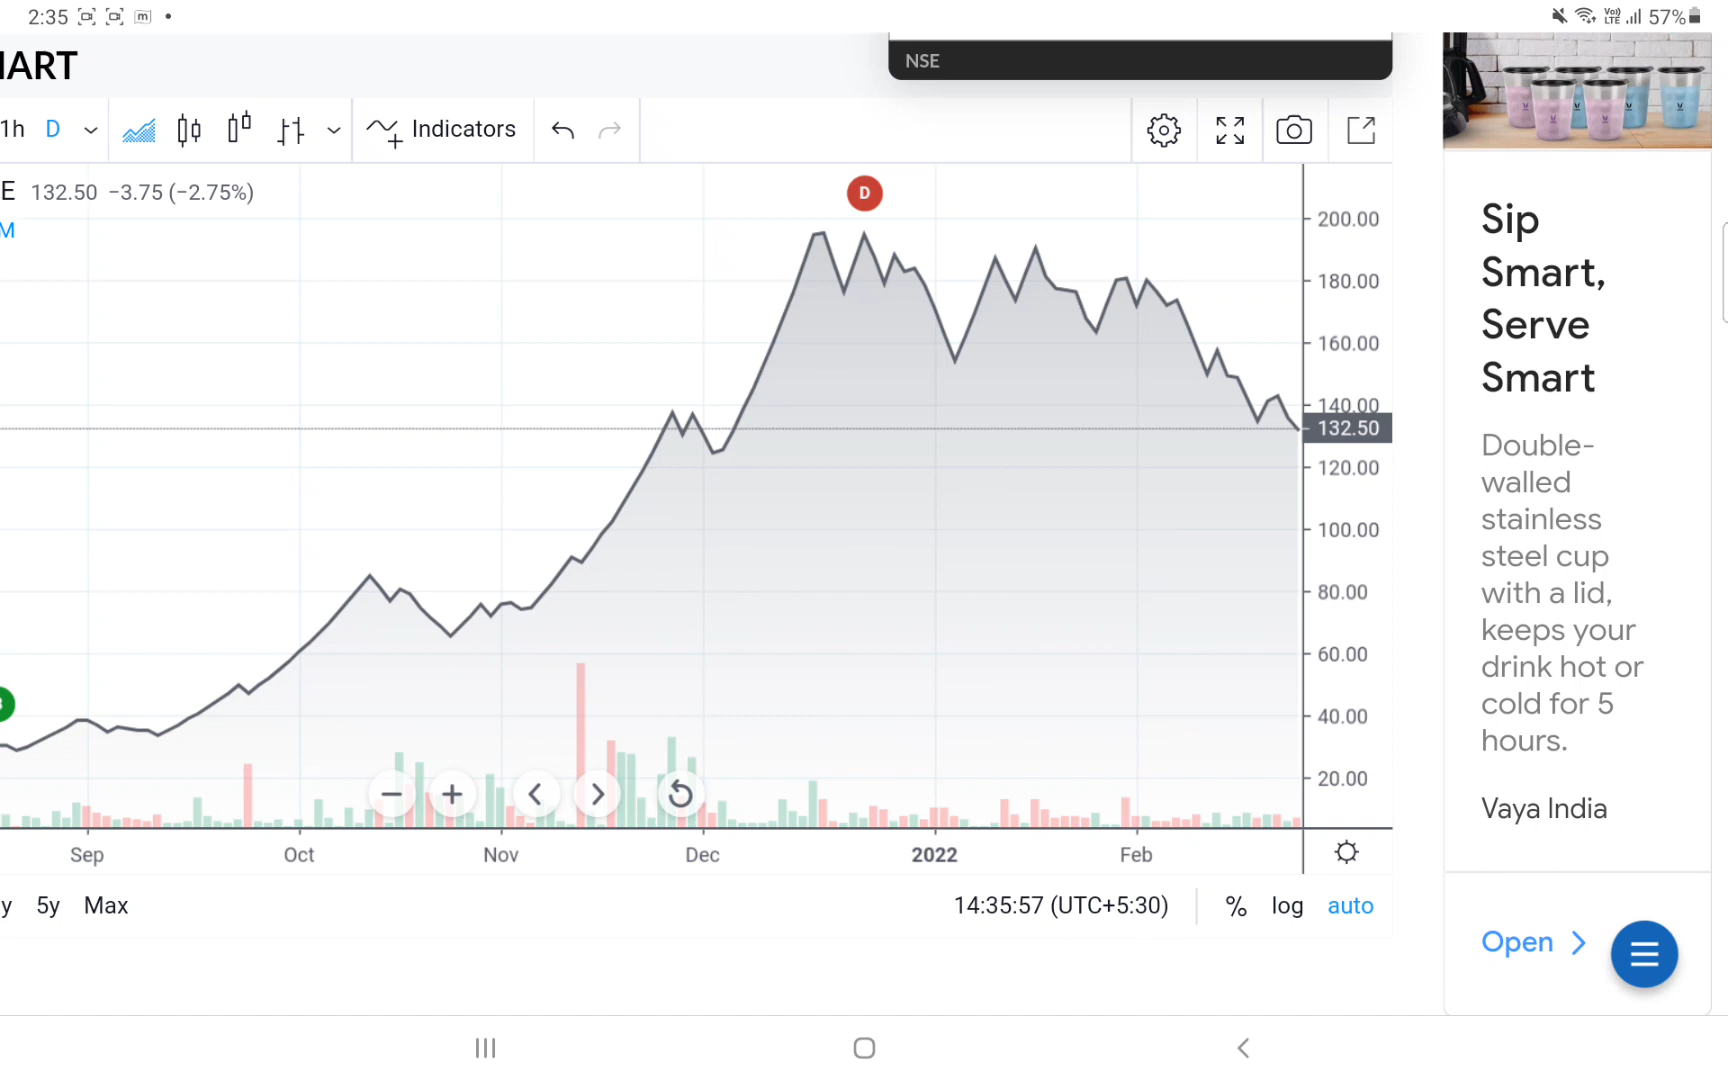 2:35
57%
IART
NSE
1h D
Indicators
E 132.50 −3.75 (−2.75%)
M
D
200.00
180.00
160.00
140.00
132.50
120.00
100.00
80.00
60.00
40.00
20.00
Sep Oct Nov Dec 2022 Feb
y 5y Max
14:35:57 (UTC+5:30) % log auto
Sip
Smart,
Serve
Smart
Double-
walled
stainless
steel cup
with a lid,
keeps your
drink hot or
cold for 5
hours.
Vaya India
Open